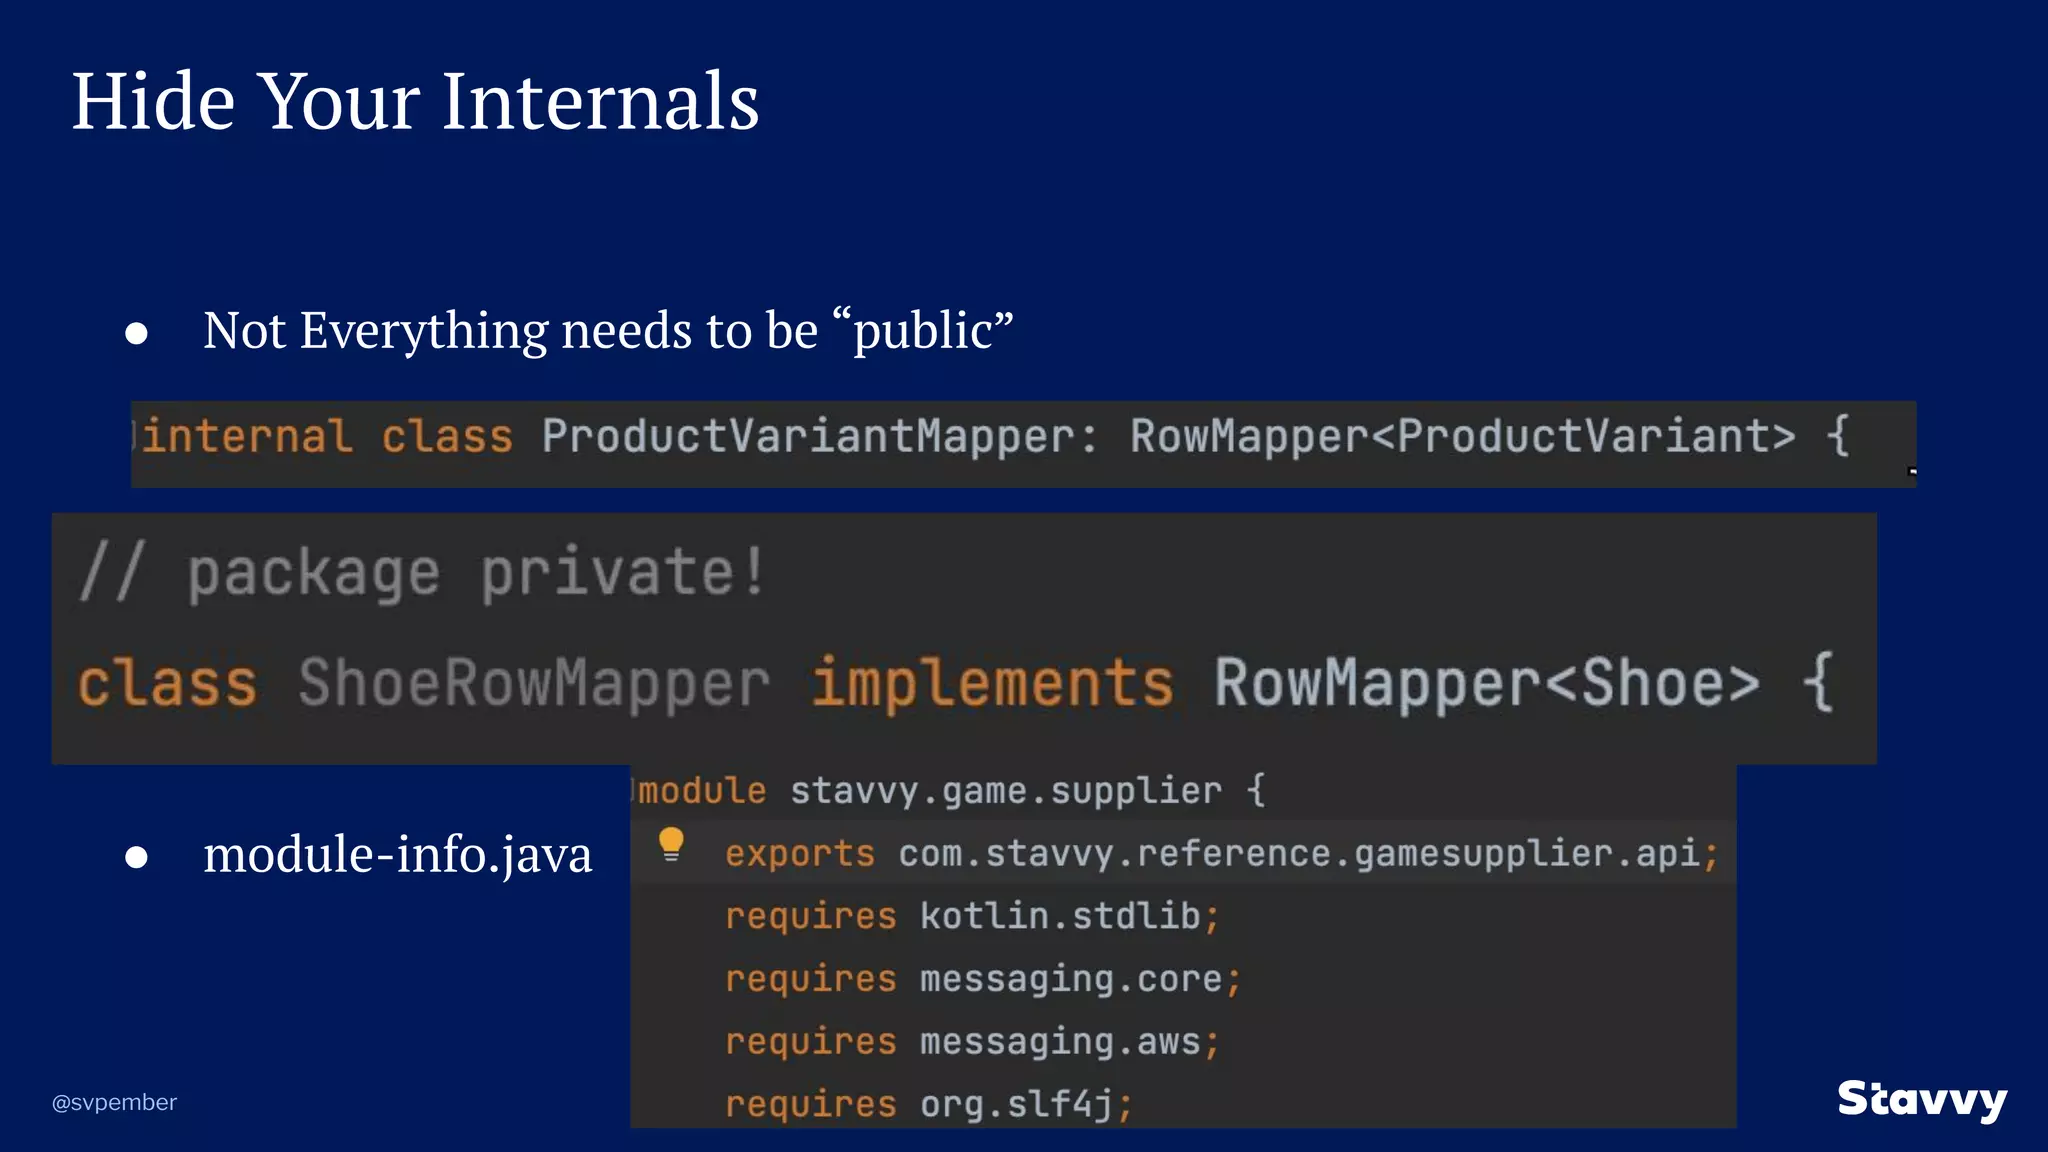 Hide Your Internals
● Not Everything needs to be “public”
internal class ProductVariantMapper: RowMapper<ProductVariant> {
// package private!
class ShoeRowMapper implements RowMapper<Shoe> {
● module-info.java
module stavvy.game.supplier {
exports com.stavvy.reference.gamesupplier.api;
requires kotlin.stdlib;
requires messaging.core;
requires messaging.aws;
requires org.slf4j;
@svpember
Stavvy